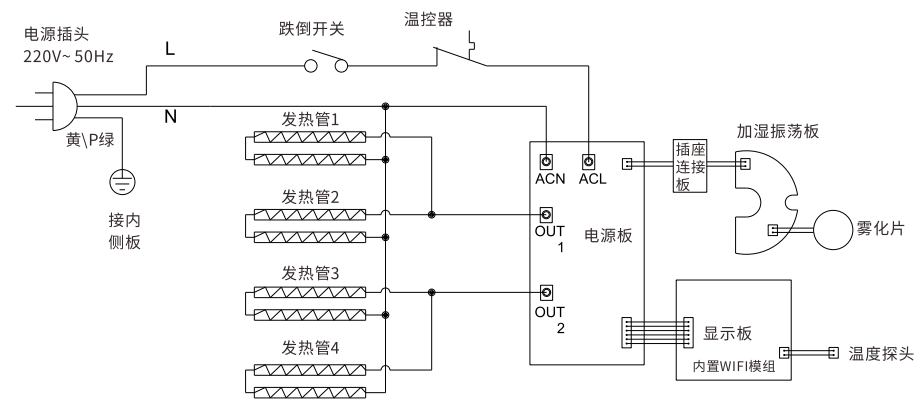 电源插头
220V~ 50Hz
L
N
黄\P绿
接内
侧板
跌倒开关
温控器
发热管1
发热管2
发热管3
发热管4
ACN
ACL
OUT
1
电源板
OUT
2
插座
连接
板
加湿振荡板
雾化片
显示板
内置WIFI模组
温度探头